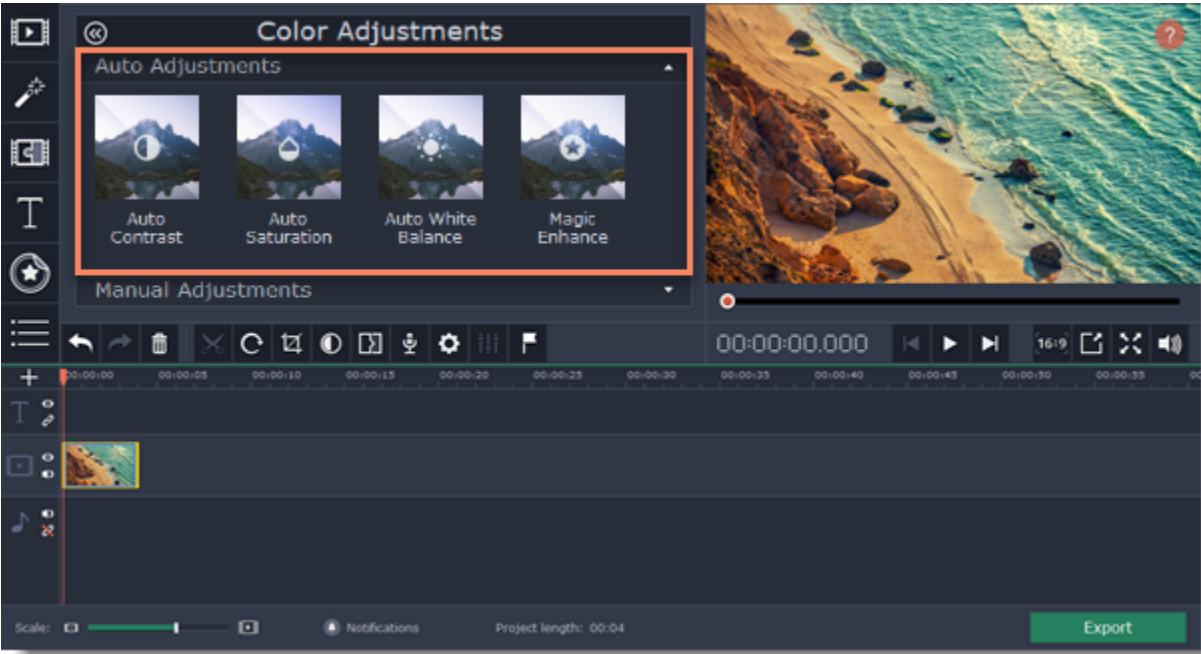 Color Adjustments
?
Auto Adjustments
Auto
Contrast
Auto
Saturation
Auto White
Balance
Magic
Enhance
Manual Adjustments
T
00:00:00.000
16:9
00:00:00 00:00:05 00:00:10 00:00:15 00:00:20 00:00:25 00:00:30 00:00:35 00:00:40 00:00:45 00:00:50 00:00:55 00
T
Scale:
Notifications
Project length: 00:04
Export